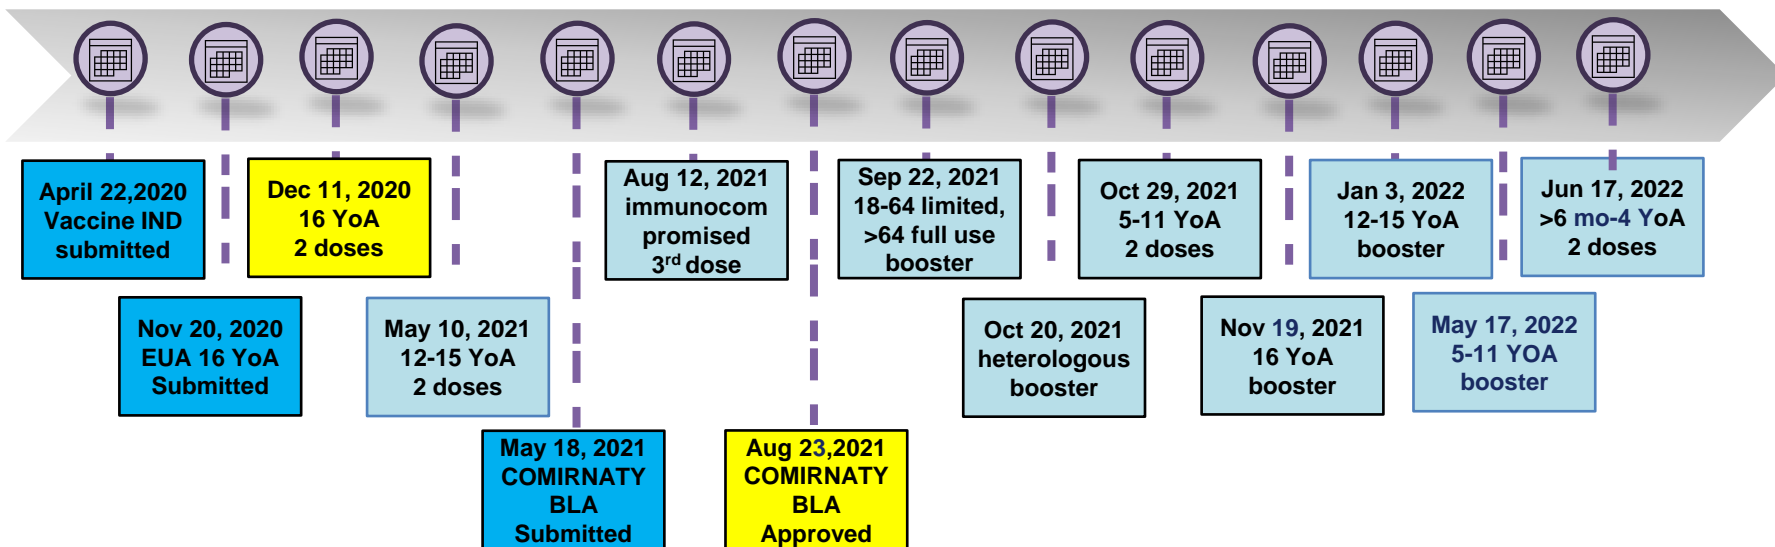 April 22,2020
Vaccine IND
submitted
Nov 20, 2020
EUA 16 YoA
Submitted
Dec 11, 2020
16 YoA
2 doses
May 10, 2021
12-15 YoA
2 doses
May 18, 2021
COMIRNATY
BLA
Submitted
Aug 12, 2021
immunocom
promised
3rd dose
Aug 23,2021
COMIRNATY
BLA
Approved
Sep 22, 2021
18-64 limited,
>64 full use
booster
Oct 20, 2021
heterologous
booster
Oct 29, 2021
5-11 YoA
2 doses
Nov 19, 2021
16 YoA
booster
Jan 3, 2022
12-15 YoA
booster
May 17, 2022
5-11 YOA
booster
Jun 17, 2022
>6 mo-4 YoA
2 doses